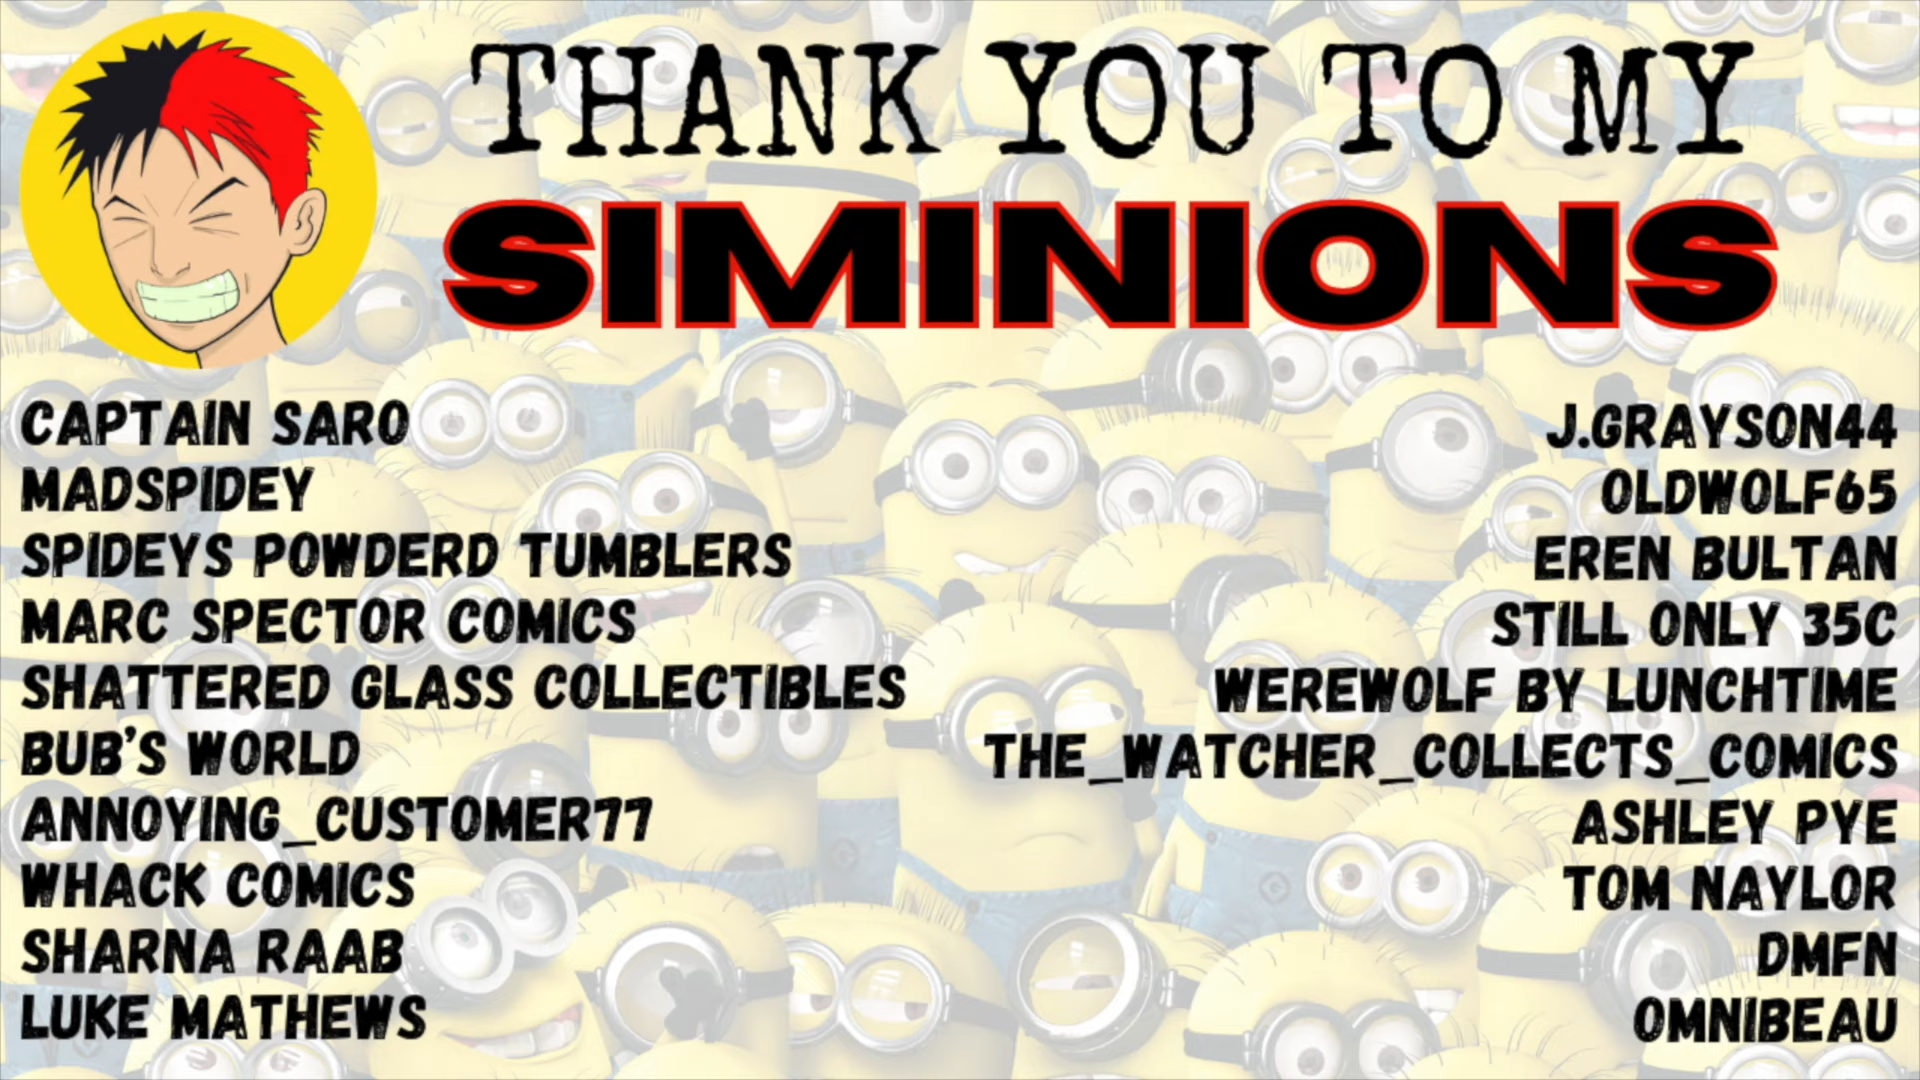 THANK YOU TO MY
SIMINIONS
CAPTAIN SARO
MADSPIDEY
SPIDEYS POWDERD TUMBLERS
MARC SPECTOR COMICS
SHATTERED GLASS COLLECTIBLES
BUB'S WORLD
ANNOYING_CUSTOMER77
WHACK COMICS
SHARNA RAAB
LUKE MATHEWS
J.GRAYSON44
OLDWOLF65
EREN BULTAN
STILL ONLY 35C
WEREWOLF BY LUNCHTIME
THE_WATCHER_COLLECTS_COMICS
ASHLEY PYE
TOM NAYLOR
DMFN
OMNIBEAU